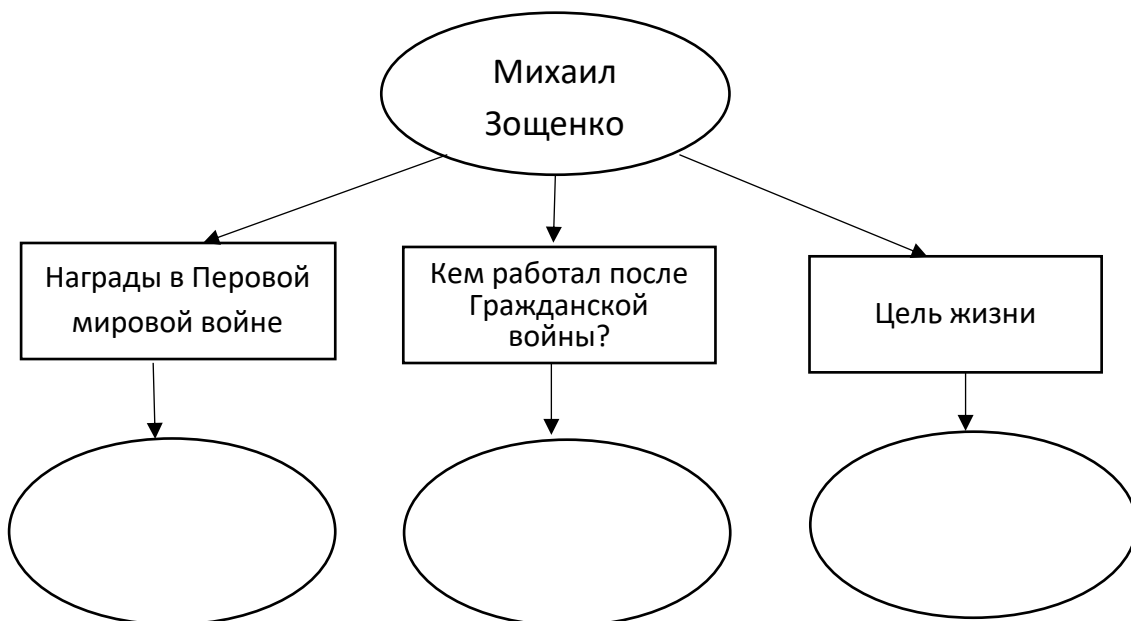 Михаил
Зощенко
Награды в Перовой
мировой войне
Кем работал после
Гражданской
войны?
Цель жизни